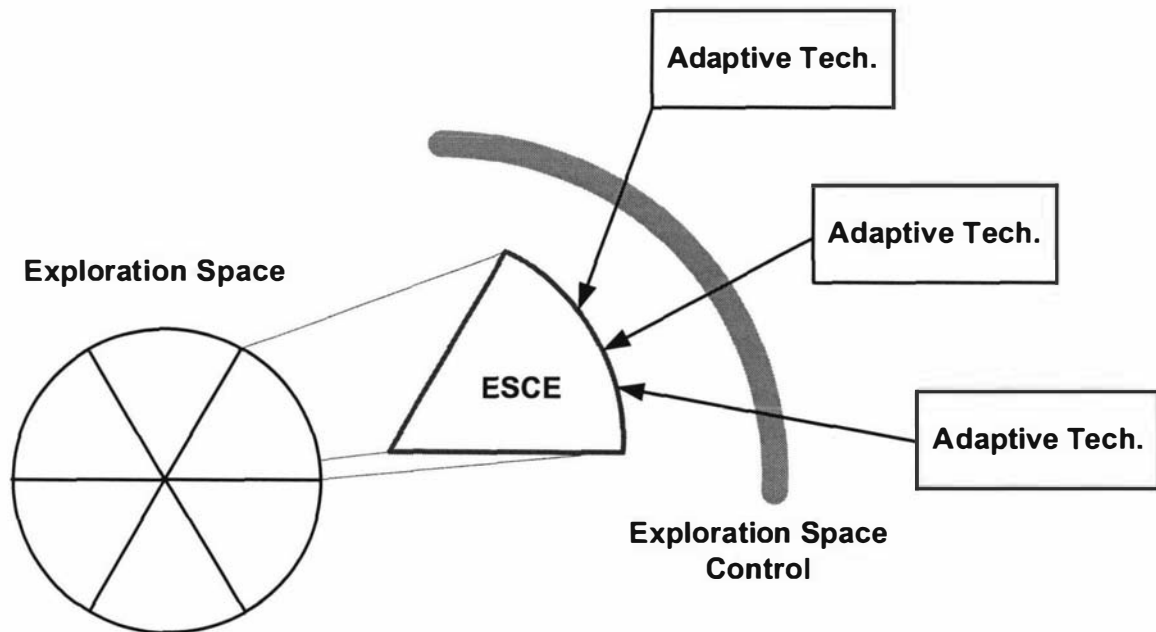 Adaptive Tech.
Adaptive Tech.
Exploration Space
ESCE
Adaptive Tech.
Exploration Space
Control